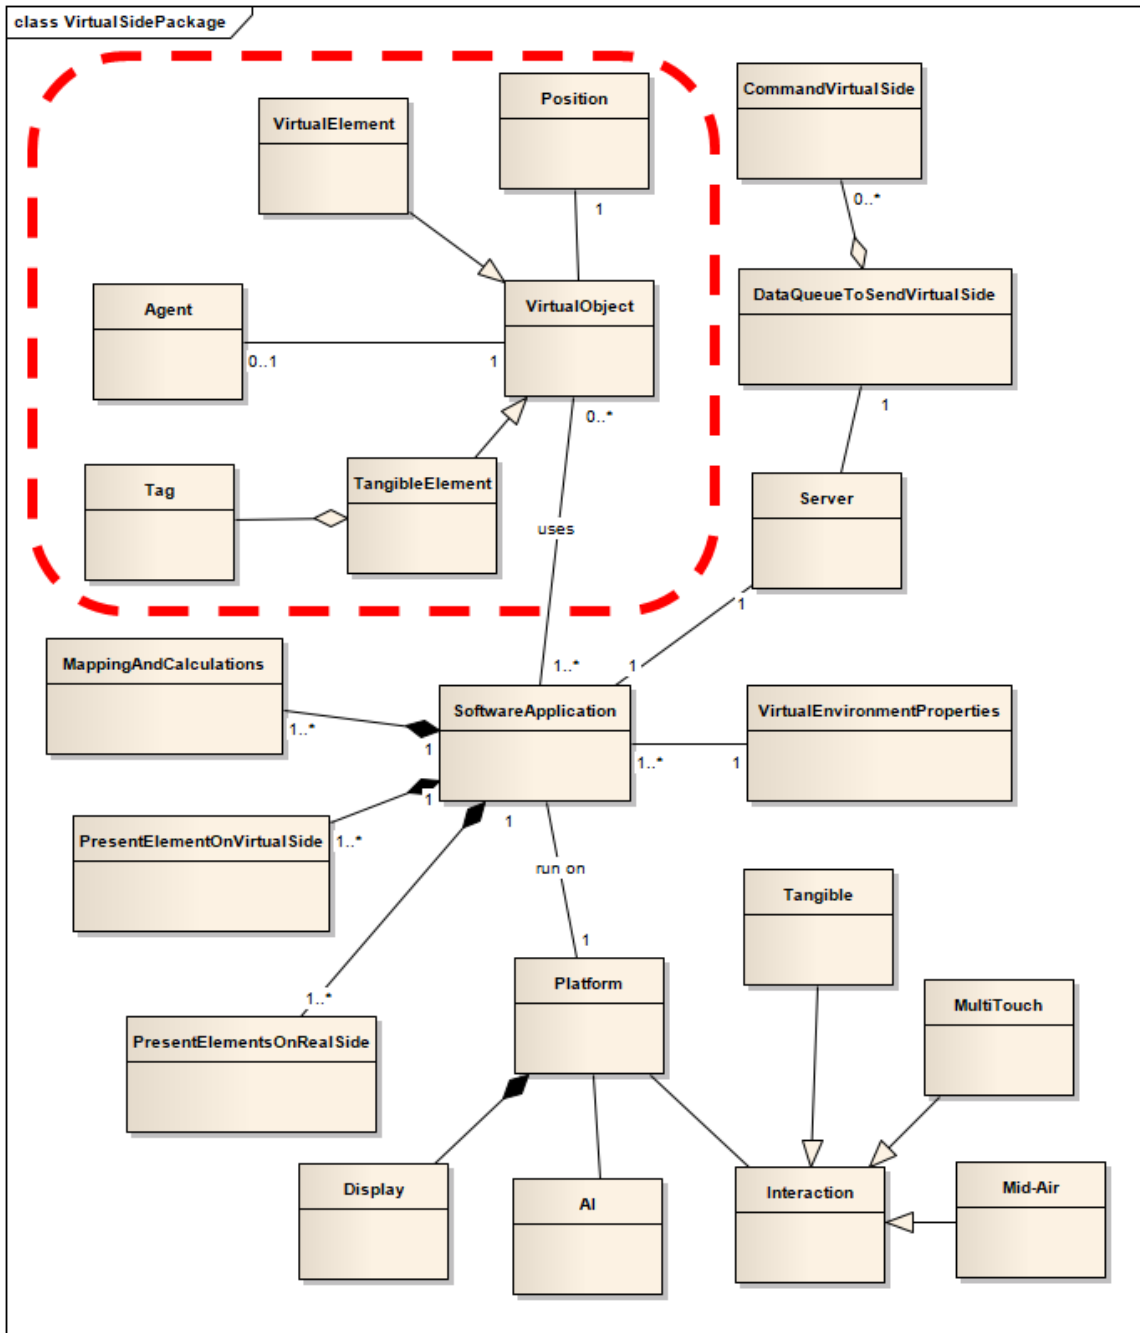 class VirtualSidePackage
Position
CommandVirtualSide
VirtualElement
1
0..*
VirtualObject
DataQueueToSendVirtualSide
Agent
0..1
1
0..*
1
Tag
TangibleElement
Server
uses
1
MappingAndCalculations
1..*
1
SoftwareApplication
VirtualEnvironmentProperties
1..*
1
1..*
1
1
PresentElementOnVirtualSide
1..*
1
run on
Tangible
1
Platform
1..*
MultiTouch
PresentElementsOnRealSide
Display
AI
Interaction
Mid-Air